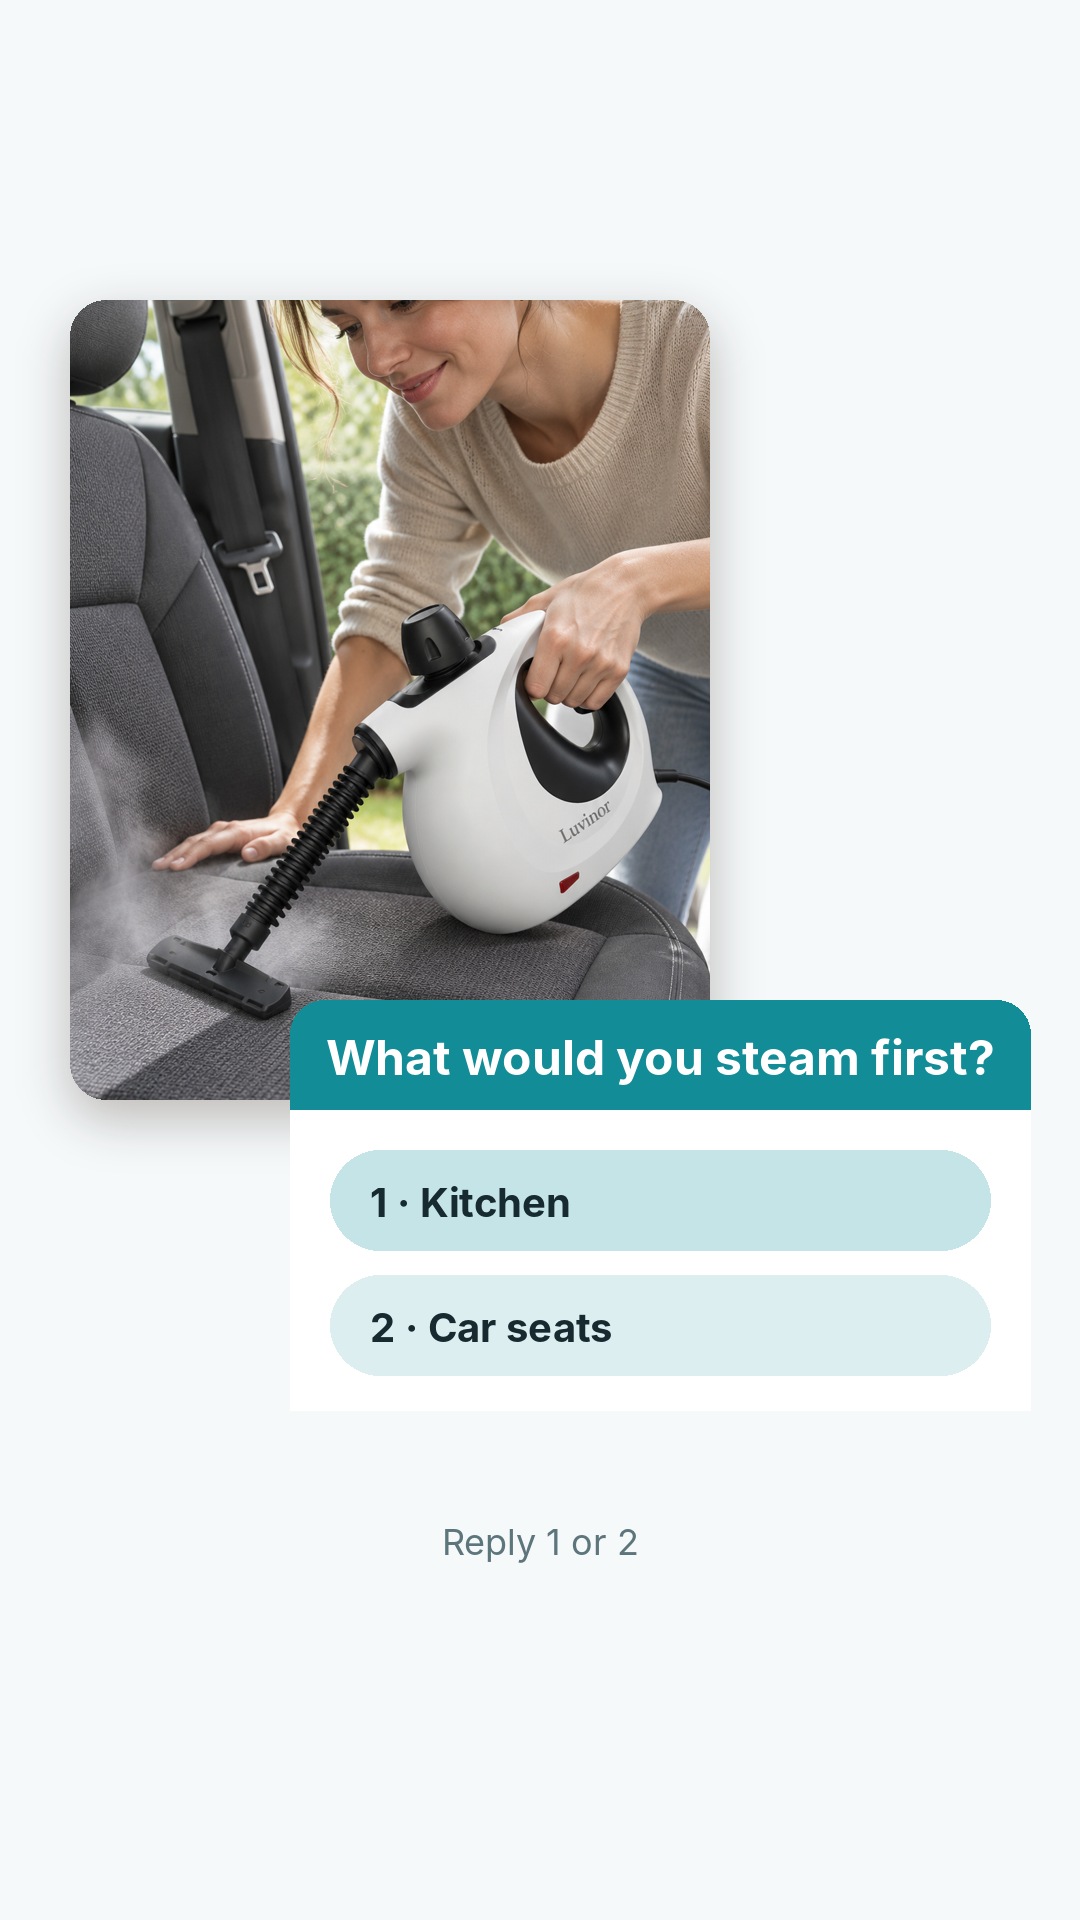 Luvinor
What would you steam first?
1 · Kitchen
2 · Car seats
Reply 1 or 2